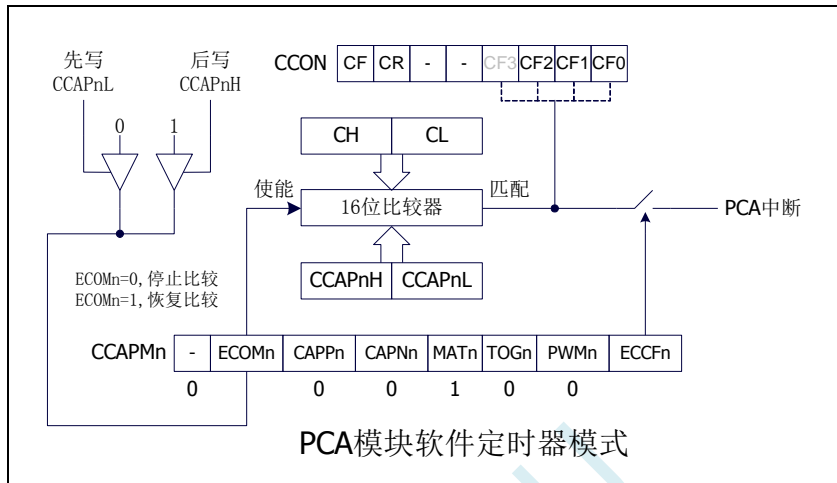 先写 后写 CCON CF CR - - CF3 CF2 CF1 CF0
CCAPnL CCAPnH
0 1 CH CL
使能 16位比较器 匹配 PCA中断
CCAPnH CCAPnL
ECOMn=0,停止比较
ECOMn=1,恢复比较
CCAPMn - ECOMn CAPPn CAPNn MATn TOGn PWMn ECCFn
0 0 0 1 0 0
PCA模块软件定时器模式